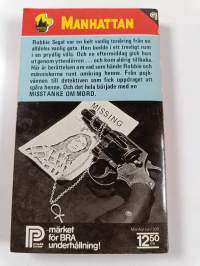 MANHATTAN
Robbie Segal var en helt vanlig tonåring från en
alldeles vanlig gata. Hon bodde i ett trevligt rum i
en prydlig villa. Och en eftermiddag gick hon
ut genom ytterdörren . . . och kom aldrig tillbaka.
Här är berättelsen om vad som hände Robbie och
människorna runt omkring henne. Från pojk-
vännen till detektiven som fick uppdraget att
spåra henne. Och det hela började med en
MISSTANKE OM MORD.
MISSING
P
-märket
för BRA
underhållning!
12.50